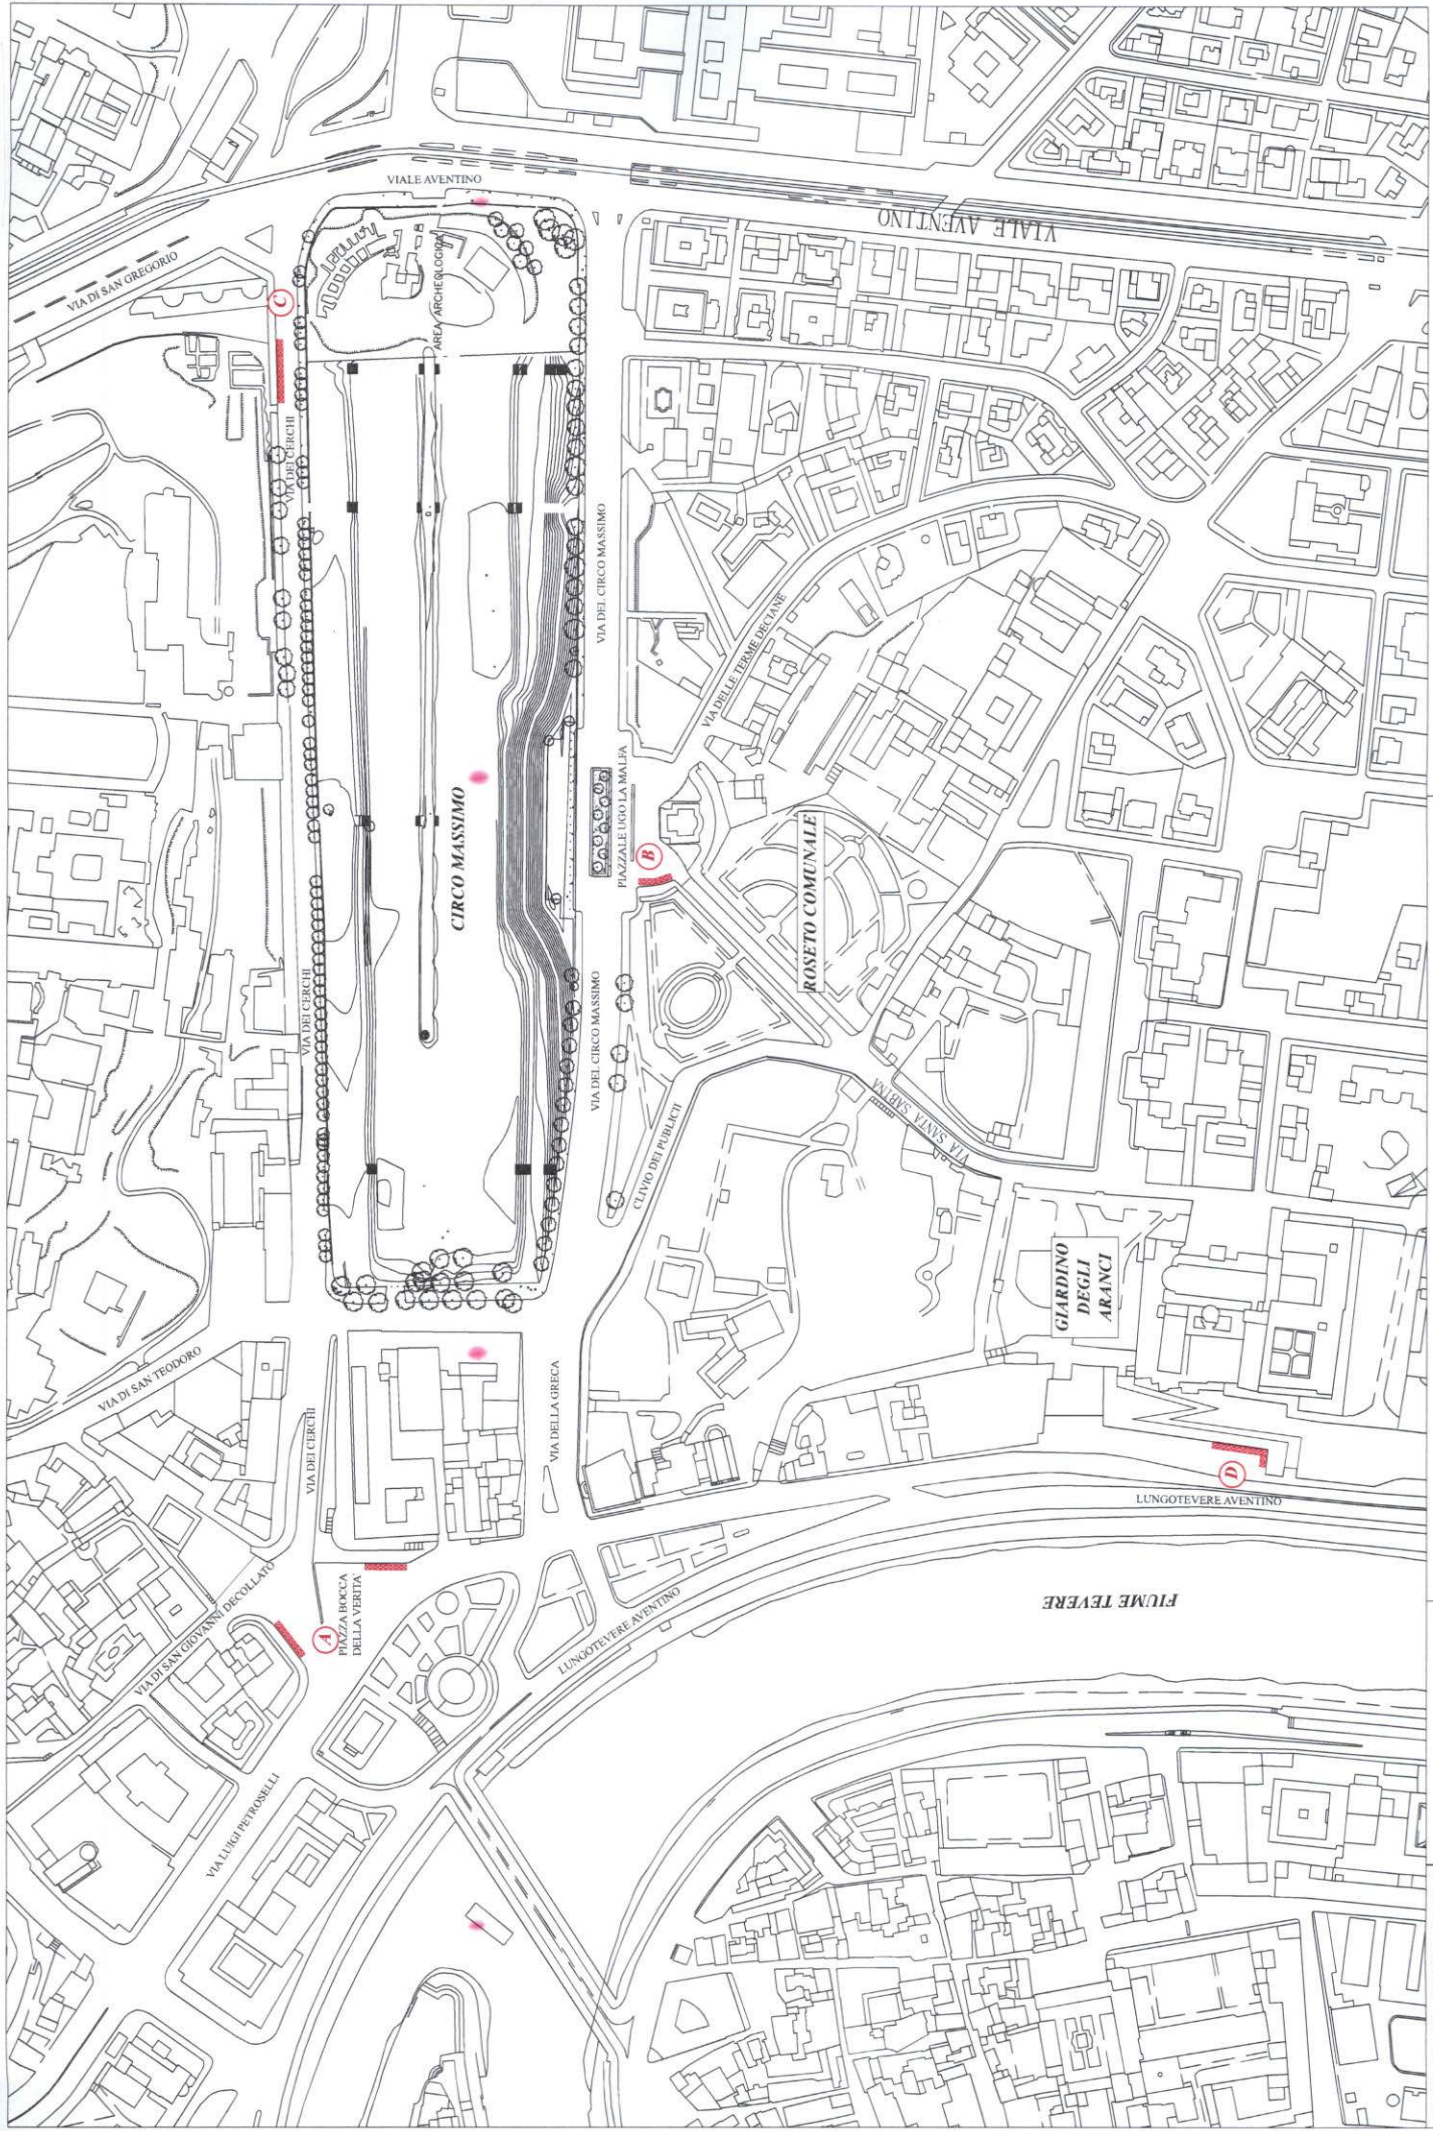 VIALE AVENTINO
VIA DI SAN GREGORIO
C
VIALE AVENTINO
AREA ARCHEOLOGICA
VIA DEI CERCHI
VIA DEL CIRCO MASSIMO
VIA DELLE TERME DECIANE
CIRCO MASSIMO
PIAZZALE UGO LA MALFA
B
ROSETO COMUNALE
VIA DEI CERCHI
VIA DEL CIRCO MASSIMO
CLIVIO DEI PUBLICII
VIA SANTA SABINA
GIARDINO
DEGLI
ARANCI
VIA DI SAN TEODORO
VIA DEI CERCHI
VIA DELLA GRECA
D
LUNGOTEVERE AVENTINO
VIA DI SAN GIOVANNI DECOLLATO
A
PIAZZA BOCCA
DELLA VERITA'
LUNGOTEVERE AVENTINO
FIUME TEVERE
VIA LUIGI PETROSELLI